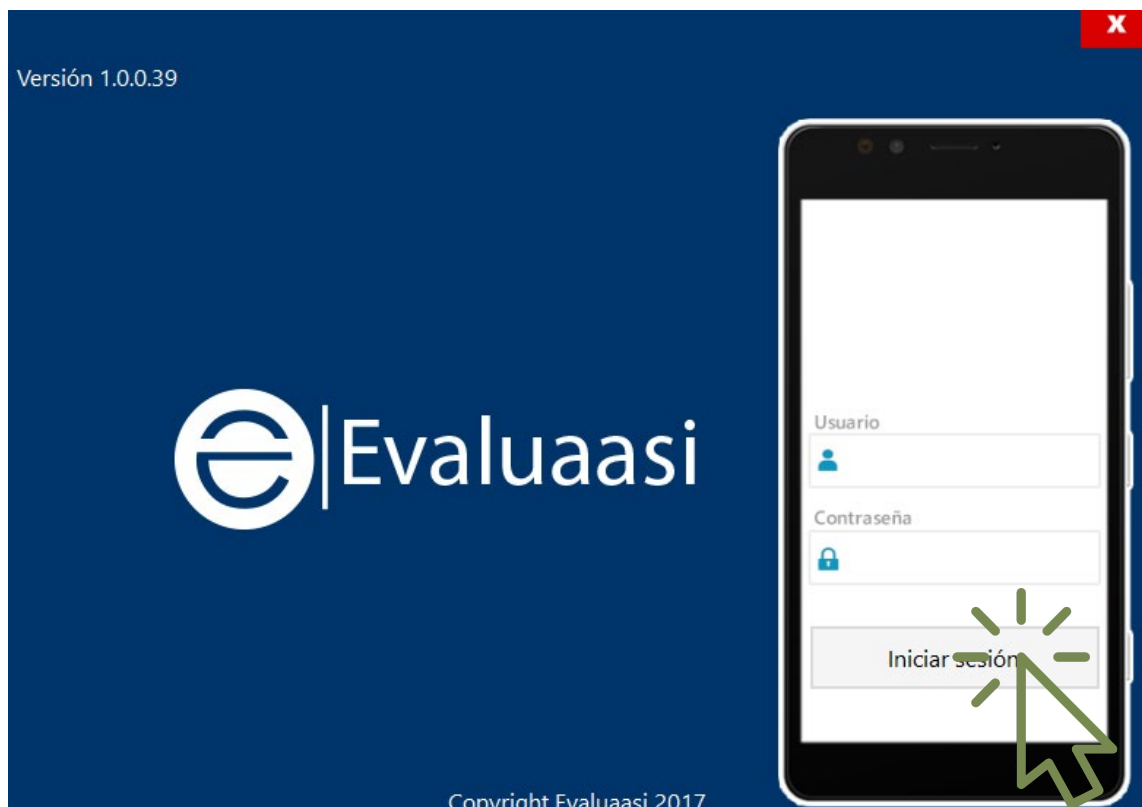 X
Versión 1.0.0.39
e|Evaluaasi
Usuario
Contraseña
Iniciar sesión
Copyright Evaluaasi 2017